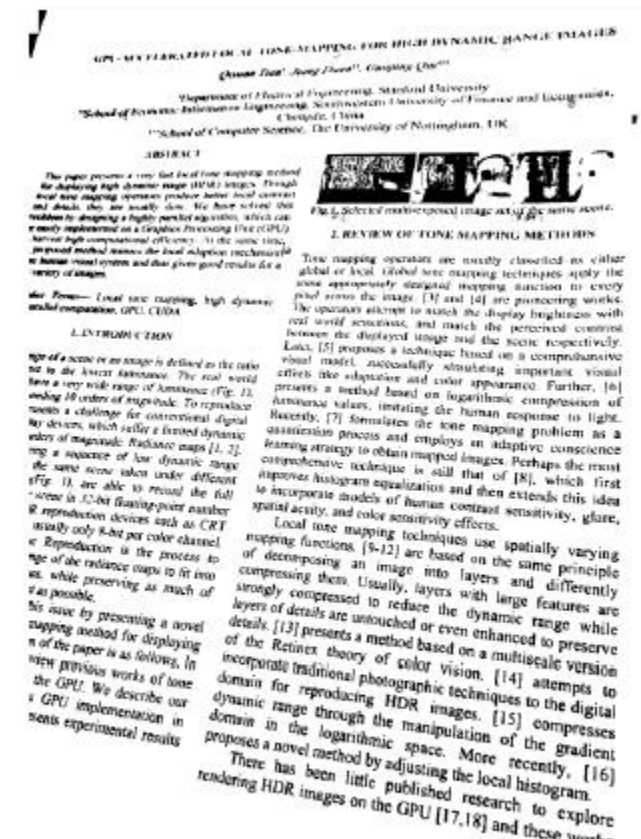 GPU-ACCELERATED LOCAL TONE-MAPPING FOR HIGH DYNAMIC RANGE IMAGES
Department of Electrical Engineering, Stanford University
School of Economic Information Engineering, Southwestern University of Finance and Economics,
Chengdu, China
School of Computer Science, The University of Nottingham, UK
ABSTRACT
This paper presents a very fast local tone mapping method
for displaying high dynamic range (HDR) images. Though
local tone mapping operators produce better local contrast
and details, they are usually slow. We have solved this
problem by designing a highly parallel algorithm, which can
easily implemented on a Graphics Processing Unit (GPU)
harvest high computational efficiency. At the same time,
proposed method mimics the local adaption mechanism of
human visual system and thus gives good results for a
variety of images.
Terms— Local tone mapping, high dynamic
parallel computation, GPU, CUDA
1. INTRODUCTION
of a scene or an image is defined as the ratio
to the lowest luminance. The real world
have a very wide range of luminance (Fig. 1),
10 orders of magnitude. To reproduce
a challenge for conventional digital
devices, which suffer a limited dynamic
orders of magnitude. Radiance maps [1, 2],
a sequence of low dynamic range
the same scene taken under different
(Fig. 1), are able to record the full
scene in 32-bit floating-point number
reproduction devices such as CRT
usually only 8-bit per color channel.
Reproduction is the process to
of the radiance maps to fit into
while preserving as much of
as possible.
this issue by presenting a novel
mapping method for displaying
of the paper is as follows, In
previous works of tone
the GPU. We describe our
GPU implementation in
experimental results
Fig. 1. Selected multi-exposed image set of the same scene.
2. REVIEW OF TONE MAPPING METHODS
Tone mapping operators are mostly classified as either
global or local. Global tone mapping techniques apply the
same appropriately designed mapping function to every
pixel across the image. [3] and [4] are pioneering works.
The operators attempt to match the display brightness with
real world sensations, and match the perceived contrast
between the displayed image and the scene respectively.
Later, [5] proposes a technique based on a comprehensive
visual model, successfully simulating important visual
effects like adaptation and color appearance. Further, [6]
presents a method based on logarithmic compression of
luminance values, imitating the human response to light.
Recently, [7] formulates the tone mapping problem as a
quantization process and employs an adaptive conscience
learning strategy to obtain mapped images. Perhaps the most
comprehensive technique is still that of [8], which first
improves histogram equalization and then extends this idea
to incorporate models of human contrast sensitivity, glare,
spatial acuity, and color sensitivity effects.
Local tone mapping techniques use spatially varying
mapping functions. [9-12] are based on the same principle
of decomposing an image into layers and differently
compressing them. Usually, layers with large features are
strongly compressed to reduce the dynamic range while
layers of details are untouched or even enhanced to preserve
details. [13] presents a method based on a multiscale version
of the Retinex theory of color vision. [14] attempts to
incorporate traditional photographic techniques to the digital
domain for reproducing HDR images. [15] compresses
dynamic range through the manipulation of the gradient
domain in the logarithmic space. More recently, [16]
proposes a novel method by adjusting the local histogram.
There has been little published research to explore
rendering HDR images on the GPU [17,18] and these works